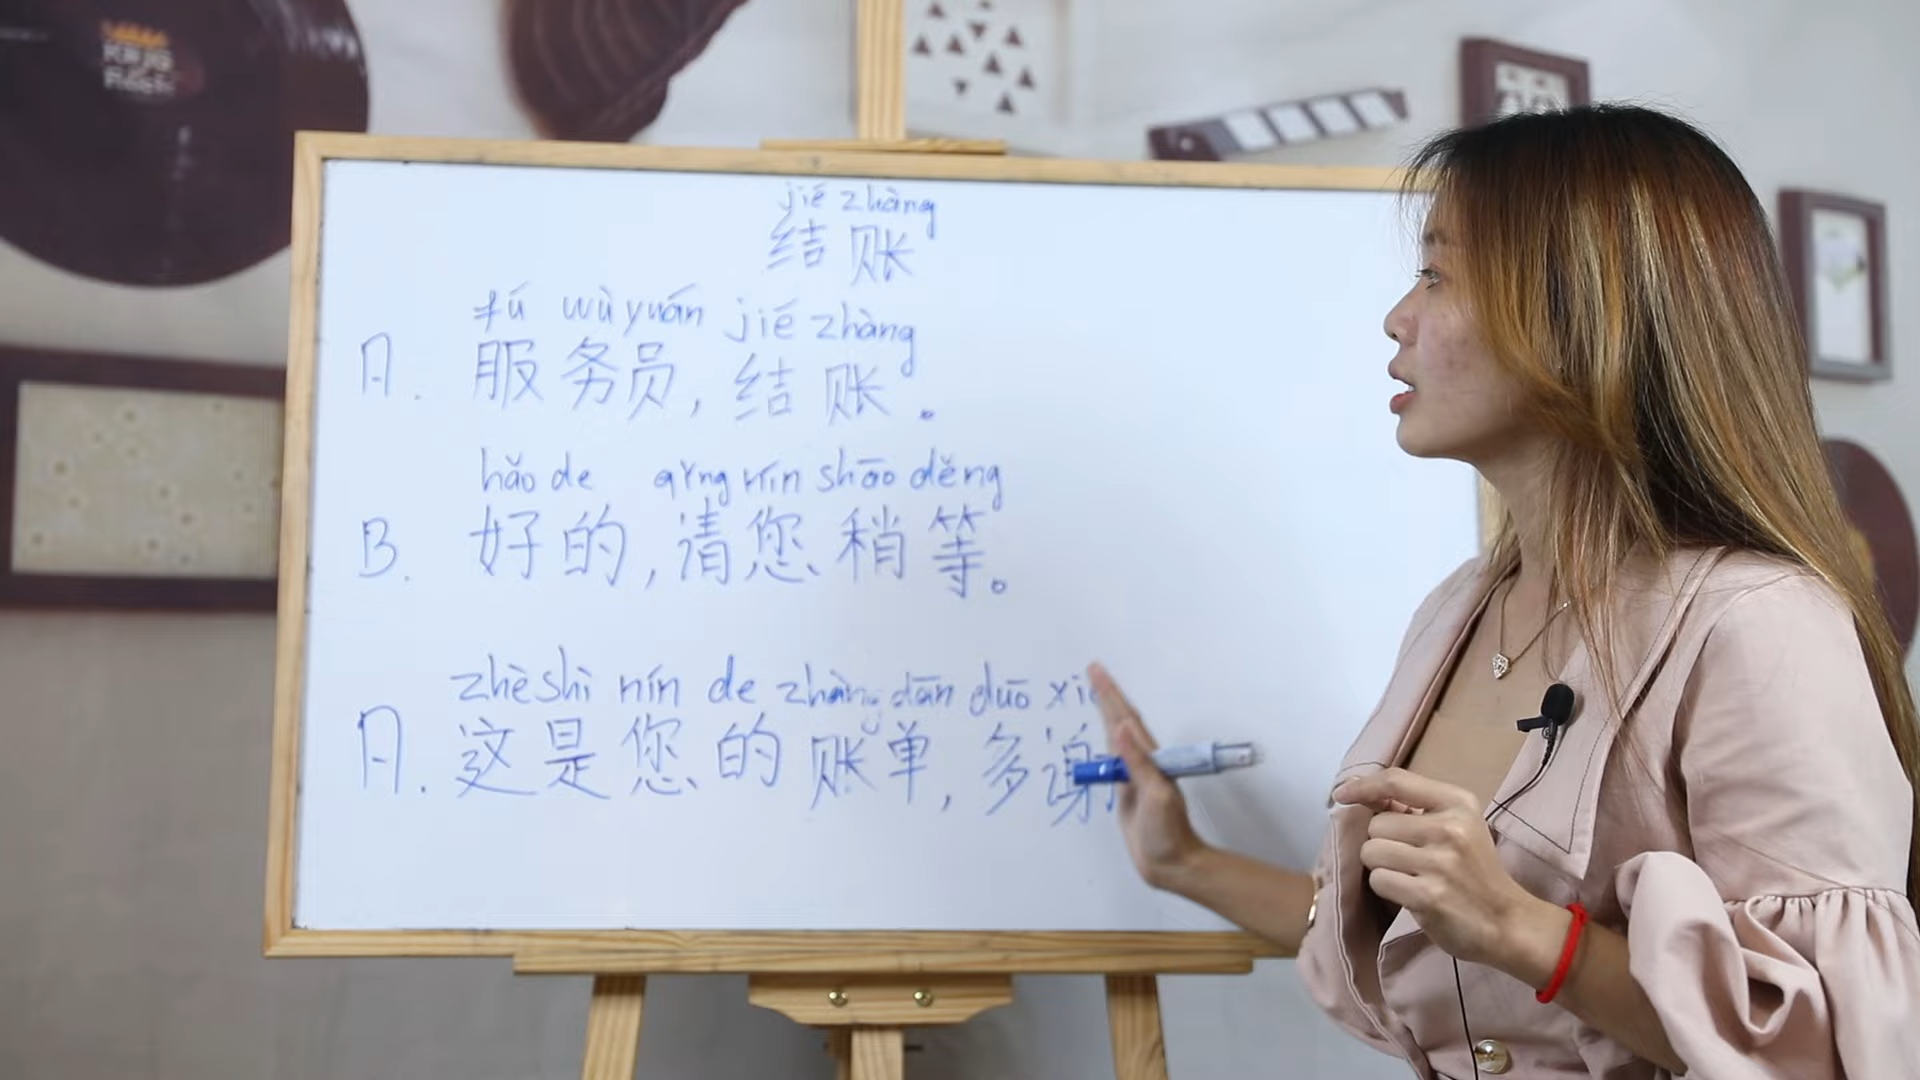 jié zhàng
结账
fú wùyuán jié zhàng
A. 服务员,结账。
hǎo de qǐng nín shāo děng
B. 好的,请您稍等。
zhè shì nín de zhàng dān duō xiè
A. 这是您的账单,多谢